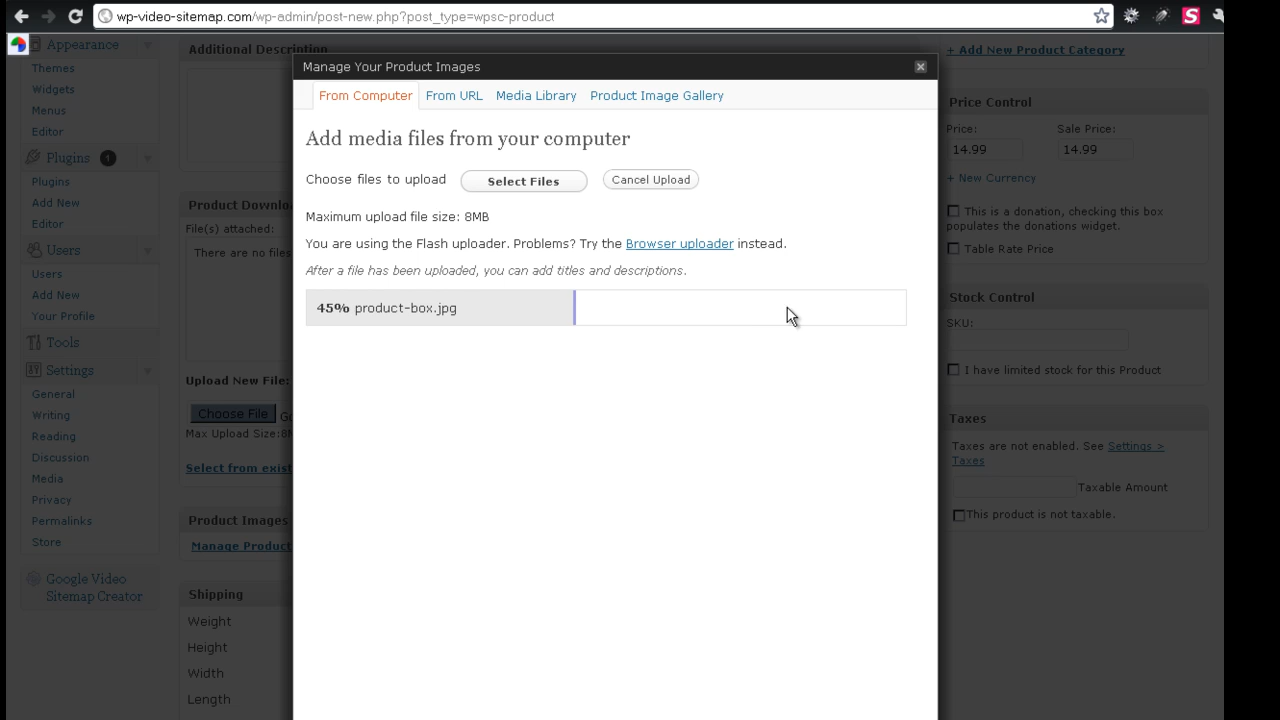 wp-video-sitemap.com/wp-admin/post-new.php?post_type=wpsc-product
S
Appearance
Themes
Widgets
Menus
Editor
Plugins 1
Plugins
Add New
Editor
Users
Users
Add New
Your Profile
Tools
Settings
General
Writing
Reading
Discussion
Media
Privacy
Permalinks
Store
Google Video
Sitemap Creator
Additional Description
Product Downlo
File(s) attached:
There are no files
Upload New File:
Choose File Go
Max Upload Size:8M
Select from exist
Product Images
Manage Product
Shipping
Weight
Height
Width
Length
Manage Your Product Images
From Computer From URL Media Library Product Image Gallery
Add media files from your computer
Choose files to upload Select Files Cancel Upload
Maximum upload file size: 8MB
You are using the Flash uploader. Problems? Try the Browser uploader instead.
After a file has been uploaded, you can add titles and descriptions.
45% product-box.jpg
+ Add New Product Category
Price Control
Price: Sale Price:
14.99 14.99
+ New Currency
This is a donation, checking this box
populates the donations widget.
Table Rate Price
Stock Control
SKU:
I have limited stock for this Product
Taxes
Taxes are not enabled. See Settings >
Taxes
Taxable Amount
This product is not taxable.